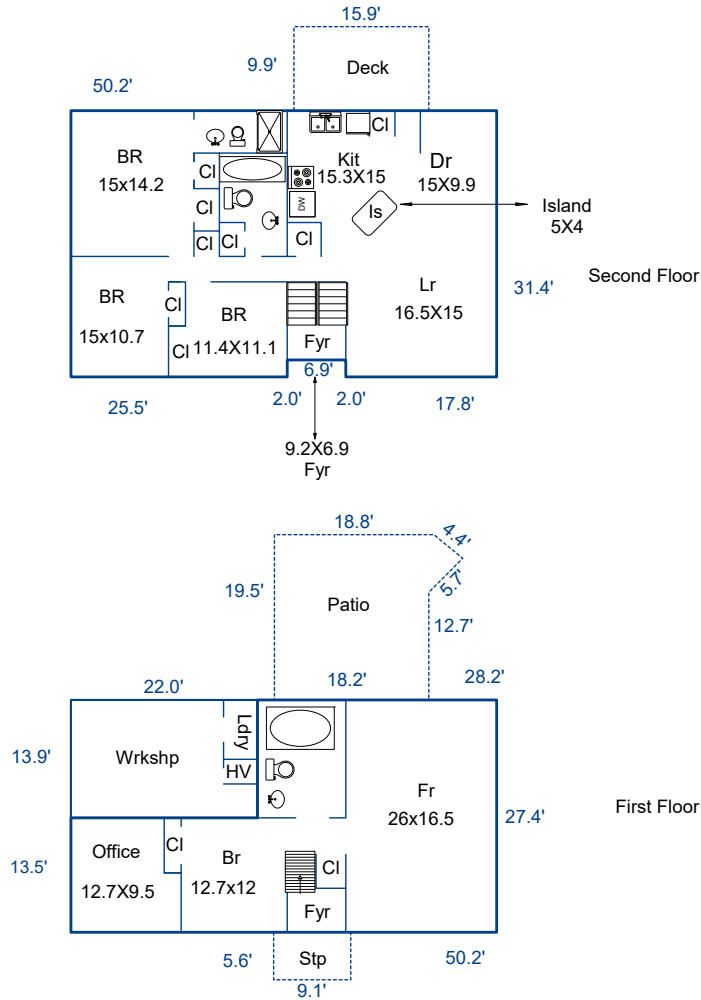 15.9'
9.9'
Deck
50.2'
Cl
BR
15x14.2
Kit
15.3X15
Dr
15X9.9
Cl
DW
Is
Island
5X4
Cl
Cl
Cl
Cl
Second Floor
BR
15x10.7
Cl
BR
11.4X11.1
Cl
Lr
16.5X15
31.4'
Fyr
6.9'
25.5'
2.0'
2.0'
17.8'
9.2X6.9
Fyr
18.8'
4.4'
5.7'
19.5'
Patio
12.7'
22.0'
18.2'
28.2'
13.9'
Wrkshp
Ldry
HV
Fr
26x16.5
27.4'
First Floor
13.5'
Office
12.7X9.5
Cl
Br
12.7x12
Cl
Fyr
5.6'
Stp
50.2'
9.1'